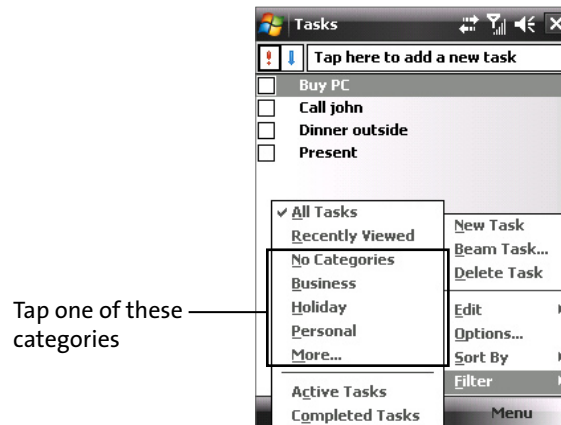 Tasks
Tap here to add a new task
Buy PC
Call john
Dinner outside
Present
All Tasks
Recently Viewed
No Categories
Business
Holiday
Personal
More...
Active Tasks
Completed Tasks
New Task
Beam Task...
Delete Task
Edit
Options...
Sort By
Filter
Menu
Tap one of these
categories